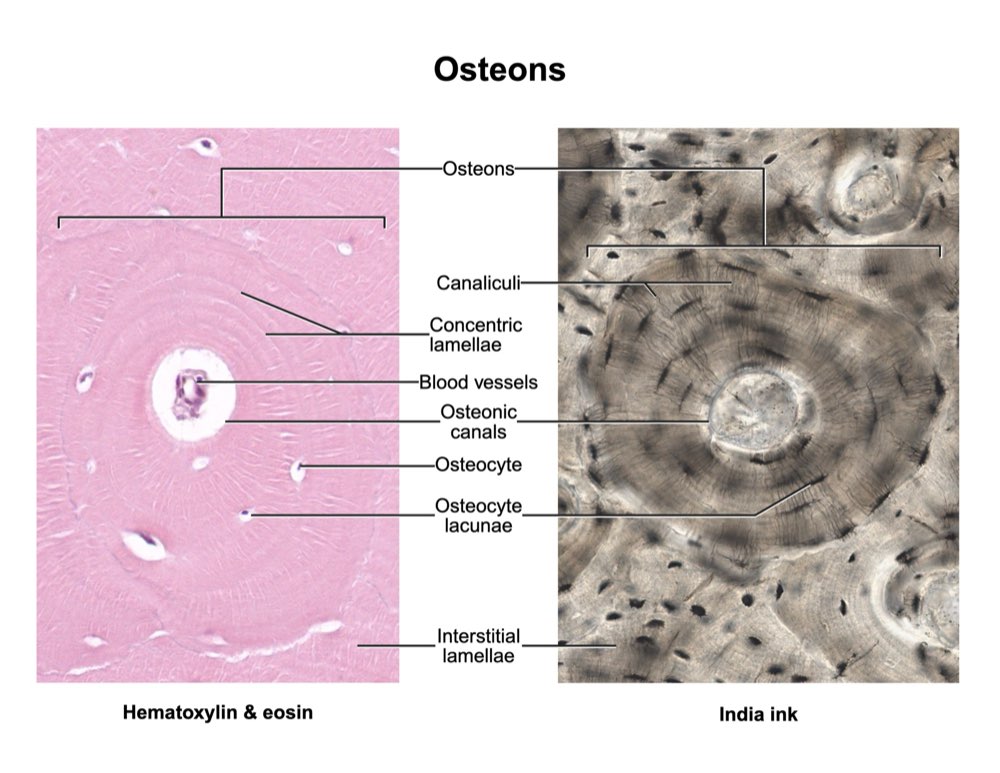 Osteons
Osteons
Canaliculi
Concentric
lamellae
Blood vessels
Osteonic
canals
Osteocyte
Osteocyte
lacunae
Interstitial
lamellae
Hematoxylin & eosin
India ink